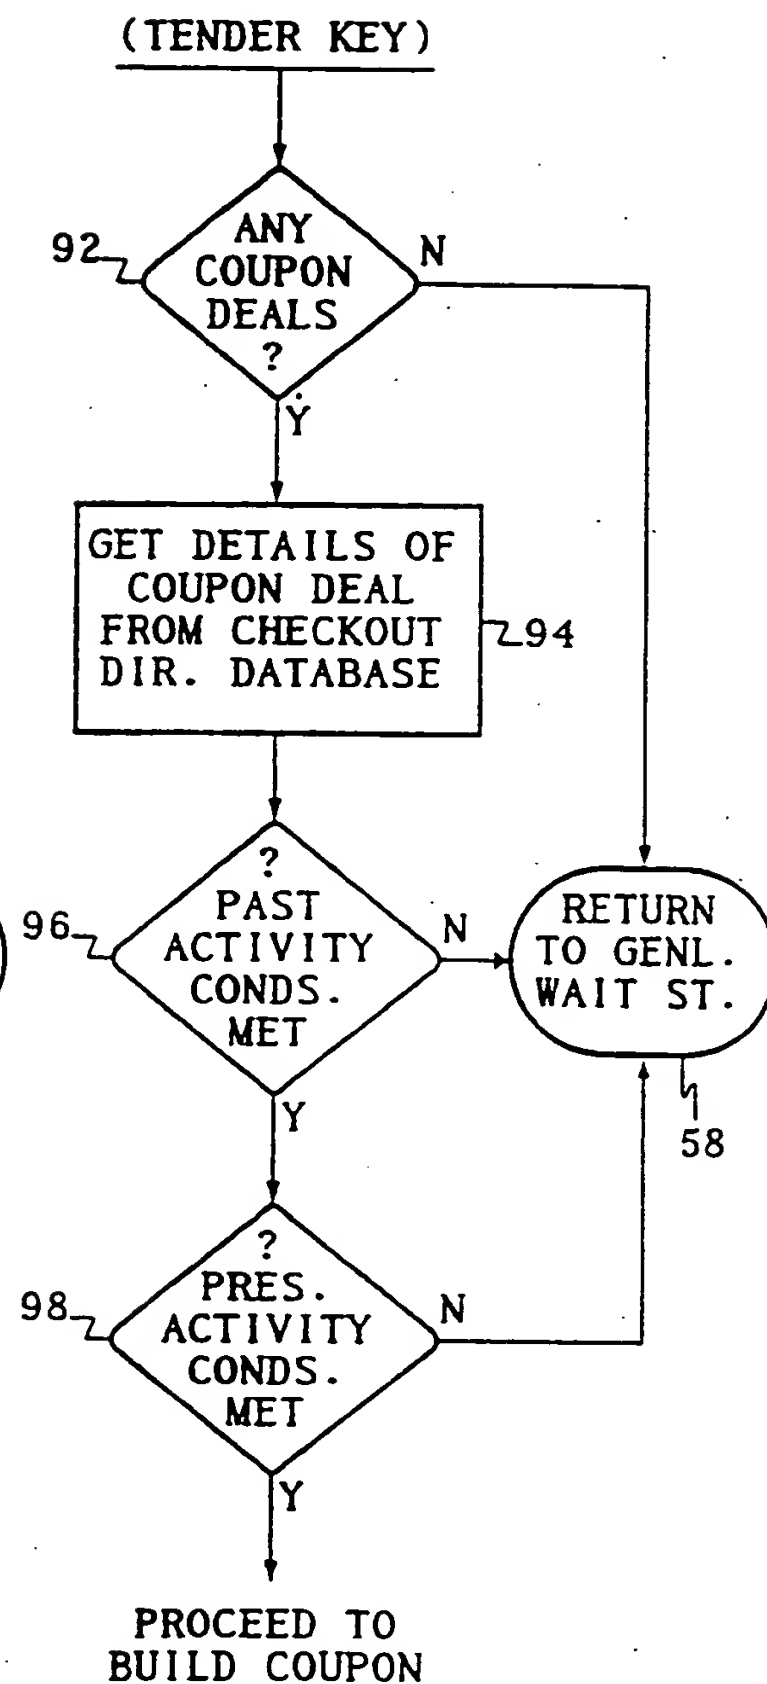 (TENDER KEY)
92
ANY
COUPON
DEALS
?
N
Y
GET DETAILS OF
COUPON DEAL
FROM CHECKOUT
DIR. DATABASE
94
96
?
PAST
ACTIVITY
CONDS.
MET
N
RETURN
TO GENL.
WAIT ST.
58
Y
98
?
PRES.
ACTIVITY
CONDS.
MET
N
Y
PROCEED TO
BUILD COUPON